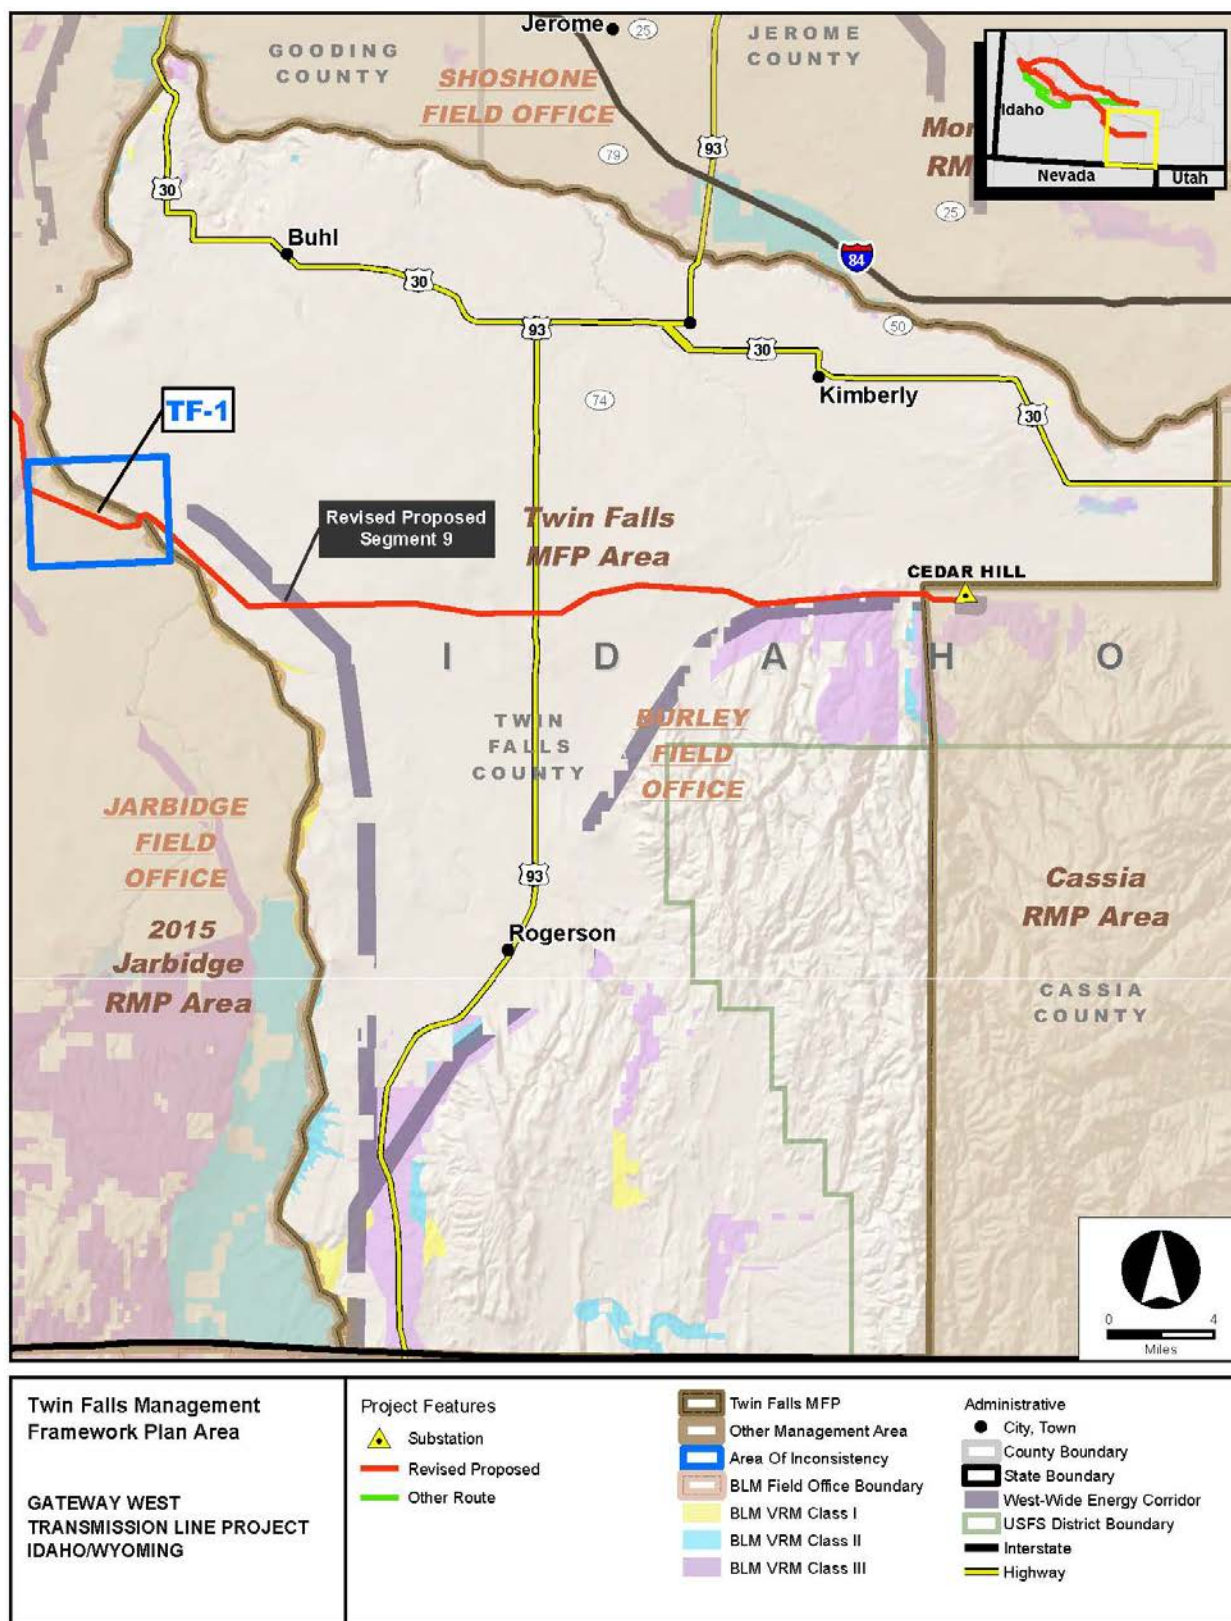 Jerome
25
GOODING
COUNTY
JEROME
COUNTY
SHOSHONE
FIELD OFFICE
93
Mor
RM
Idaho
Nevada
Utah
79
30
25
Buhl
84
30
93
50
30
Kimberly
TF-1
74
30
Revised Proposed
Segment 9
Twin Falls
MFP Area
CEDAR HILL
I D A H O
TWIN
FALLS
COUNTY
BURLEY
FIELD
OFFICE
JARBIDGE
FIELD
OFFICE
93
Cassia
RMP Area
2015
Jarbidge
RMP Area
Rogerson
CASSIA
COUNTY
0 4
Miles
Twin Falls Management
Framework Plan Area
GATEWAY WEST
TRANSMISSION LINE PROJECT
IDAHO/WYOMING
Project Features
Substation
Revised Proposed
Other Route
Twin Falls MFP
Other Management Area
Area Of Inconsistency
BLM Field Office Boundary
BLM VRM Class I
BLM VRM Class II
BLM VRM Class III
Administrative
City, Town
County Boundary
State Boundary
West-Wide Energy Corridor
USFS District Boundary
Interstate
Highway